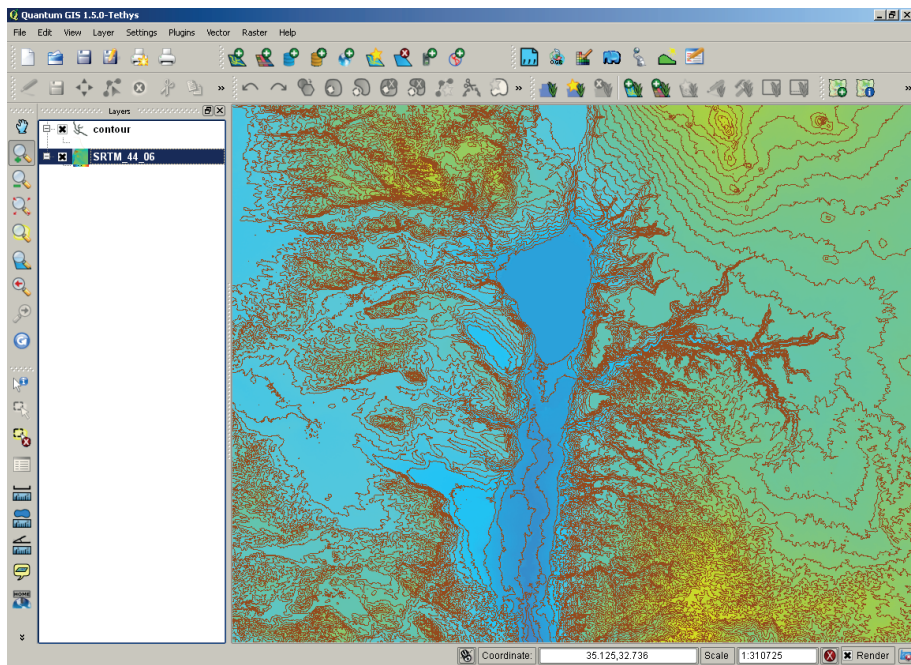 Quantum GIS 1.5.0-Tethys
File Edit View Layer Settings Plugins Vector Raster Help
Layers
contour
SRTM_44_06
HOME
Coordinate: 35.125,32.736 Scale 1:310725 Render